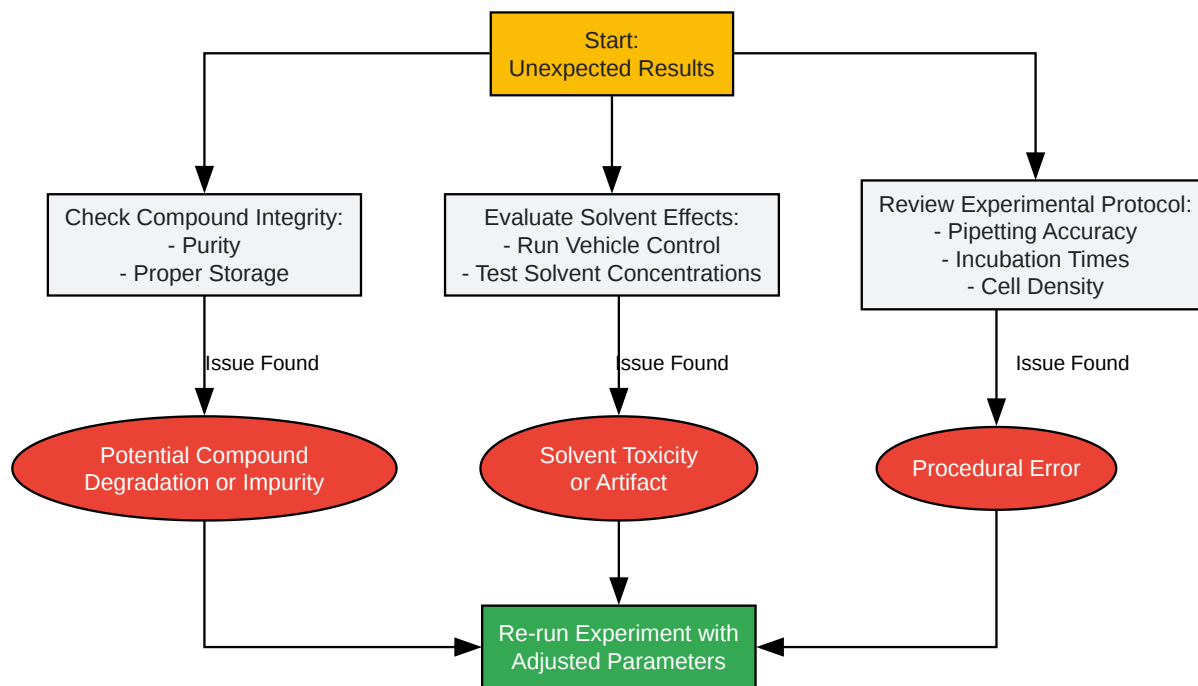 Start:
Unexpected Results
Check Compound Integrity:
- Purity
- Proper Storage
Evaluate Solvent Effects:
- Run Vehicle Control
- Test Solvent Concentrations
Review Experimental Protocol:
- Pipetting Accuracy
- Incubation Times
- Cell Density
Issue Found
Issue Found
Issue Found
Potential Compound
Degradation or Impurity
Solvent Toxicity
or Artifact
Procedural Error
Re-run Experiment with
Adjusted Parameters